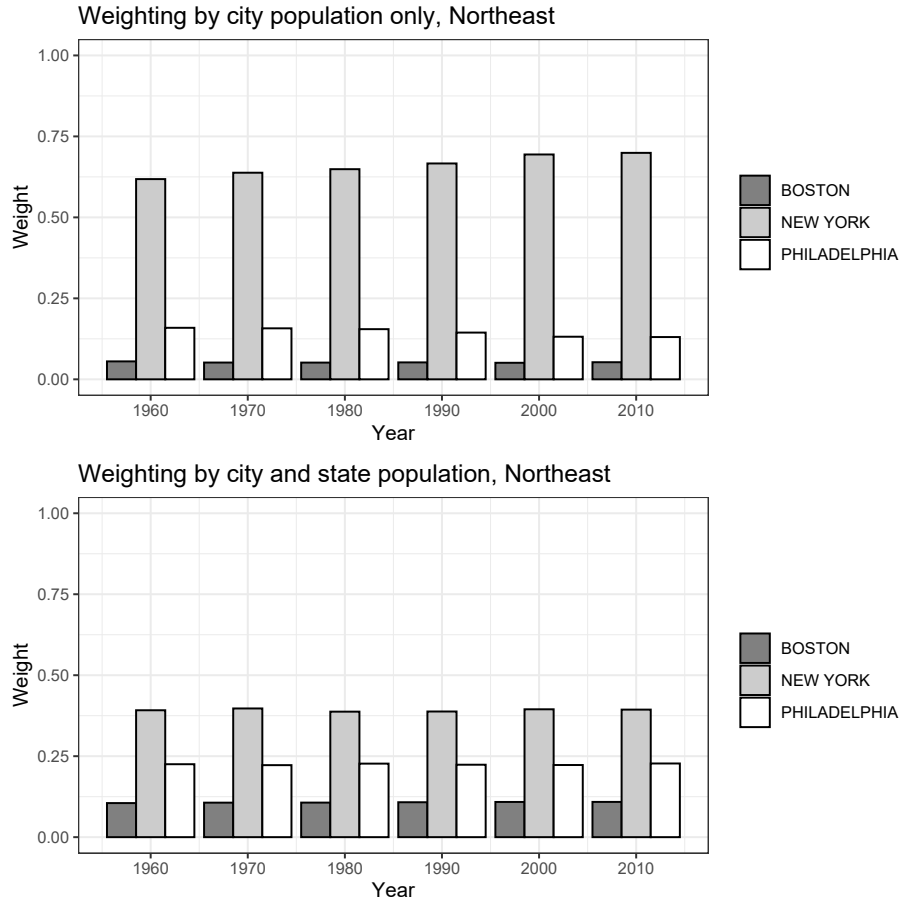 Weighting by city population only, Northeast
1.00
0.75
0.50
0.25
0.00
Weight
1960 1970 1980 1990 2000 2010
Year
BOSTON
NEW YORK
PHILADELPHIA
Weighting by city and state population, Northeast
1.00
0.75
0.50
0.25
0.00
Weight
1960 1970 1980 1990 2000 2010
Year
BOSTON
NEW YORK
PHILADELPHIA